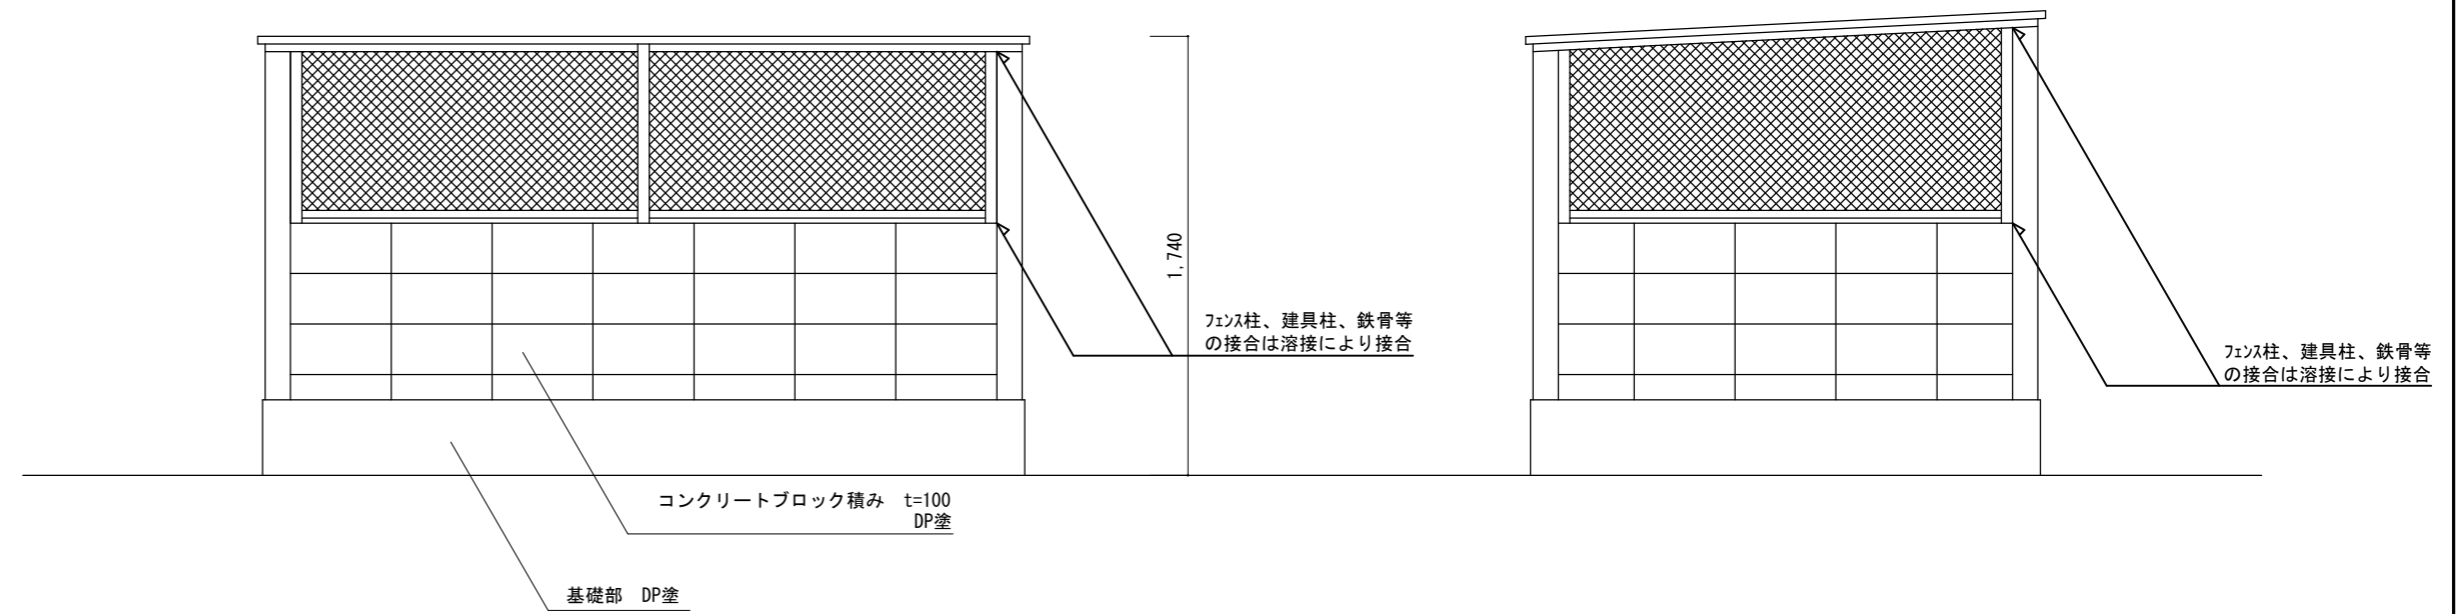 1,740
フェンス柱、建具柱、鉄骨等
の接合は溶接により接合
フェンス柱、建具柱、鉄骨等
の接合は溶接により接合
コンクリートブロック積み　t=100
DP塗
基礎部　DP塗